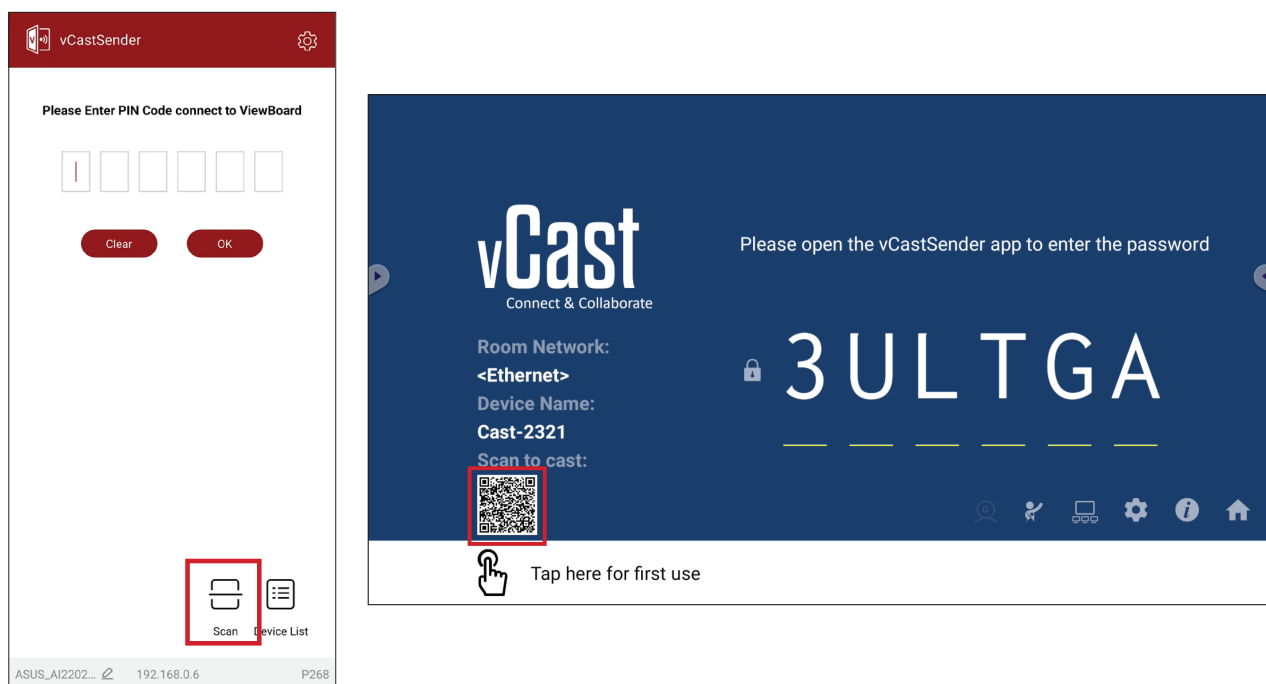 vCastSender
Please Enter PIN Code connect to ViewBoard
Clear
OK
Scan
Device List
ASUS_AI2202...
192.168.0.6
P268
vCast
Connect & Collaborate
Please open the vCastSender app to enter the password
Room Network:
<Ethernet>
Device Name:
Cast-2321
Scan to cast:
3ULTGA
Tap here for first use